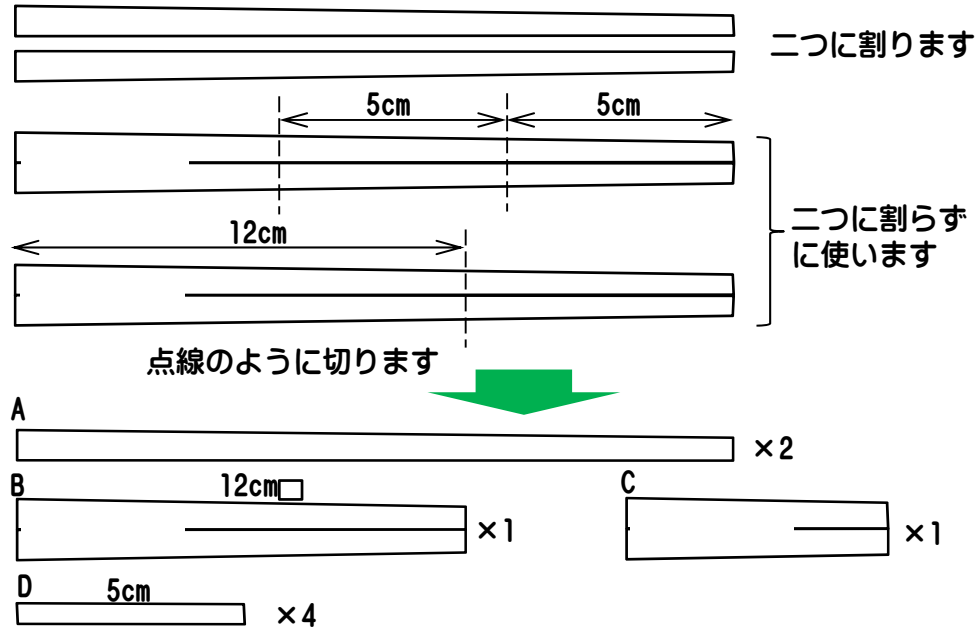 二つに割ります
5cm
5cm
12cm
二つに割らず
に使います
点線のように切ります
A
×2
B
12cm
×1
C
×1
D
5cm
×4